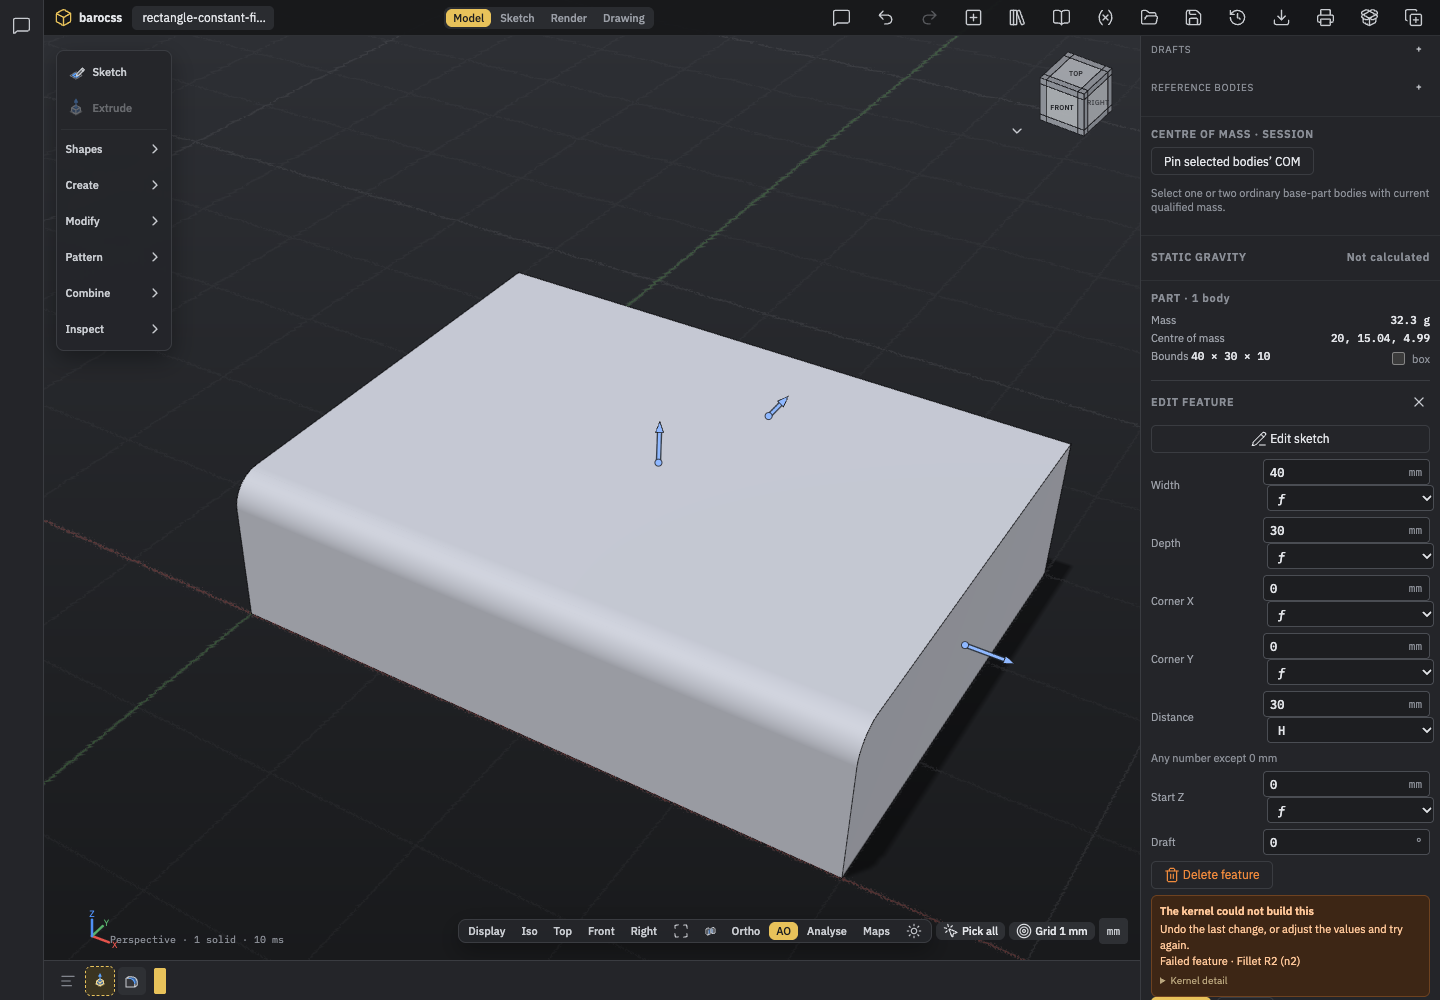 barocss
rectangle-constant-fi...
Model
Sketch
Render
Drawing
Sketch
Extrude
Shapes
Create
Modify
Pattern
Combine
Inspect
TOP
FRONT
RIGHT
DRAFTS
REFERENCE BODIES
CENTRE OF MASS · SESSION
Pin selected bodies' COM
Select one or two ordinary base-part bodies with current
qualified mass.
STATIC GRAVITY Not calculated
PART · 1 body
Mass 32.3 g
Centre of mass 20, 15.04, 4.99
Bounds 40 × 30 × 10 box
EDIT FEATURE
Edit sketch
Width 40 mm
ƒ
Depth 30 mm
ƒ
Corner X 0 mm
ƒ
Corner Y 0 mm
ƒ
Distance 30 mm
H
Any number except 0 mm
Start Z 0 mm
ƒ
Draft 0 °
Delete feature
The kernel could not build this
Undo the last change, or adjust the values and try
again.
Failed feature · Fillet R2 (n2)
Kernel detail
Z
Y
X
Perspective · 1 solid · 10 ms
Display
Iso
Top
Front
Right
Ortho
AO
Analyse
Maps
Pick all
Grid 1 mm
mm